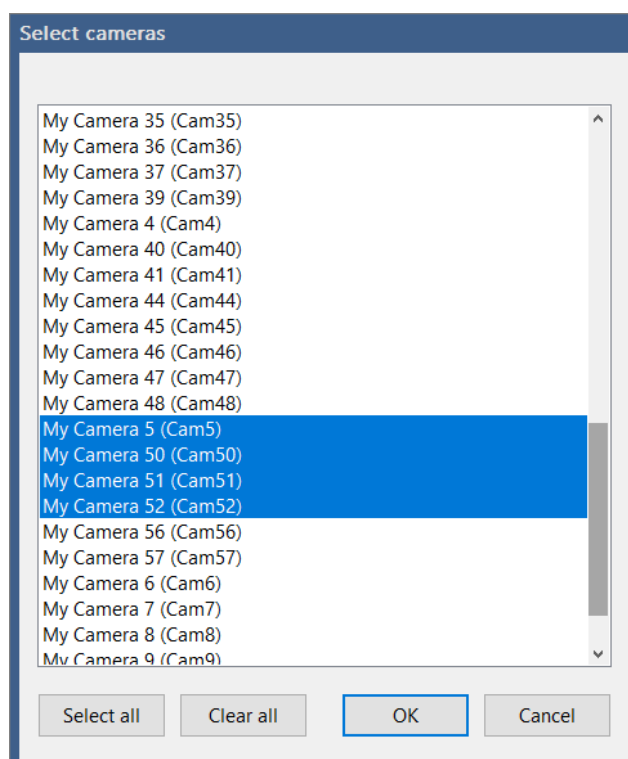 Select cameras
My Camera 35 (Cam35)
My Camera 36 (Cam36)
My Camera 37 (Cam37)
My Camera 39 (Cam39)
My Camera 4 (Cam4)
My Camera 40 (Cam40)
My Camera 41 (Cam41)
My Camera 44 (Cam44)
My Camera 45 (Cam45)
My Camera 46 (Cam46)
My Camera 47 (Cam47)
My Camera 48 (Cam48)
My Camera 5 (Cam5)
My Camera 50 (Cam50)
My Camera 51 (Cam51)
My Camera 52 (Cam52)
My Camera 56 (Cam56)
My Camera 57 (Cam57)
My Camera 6 (Cam6)
My Camera 7 (Cam7)
My Camera 8 (Cam8)
My Camera 9 (Cam9)
Select all Clear all OK Cancel